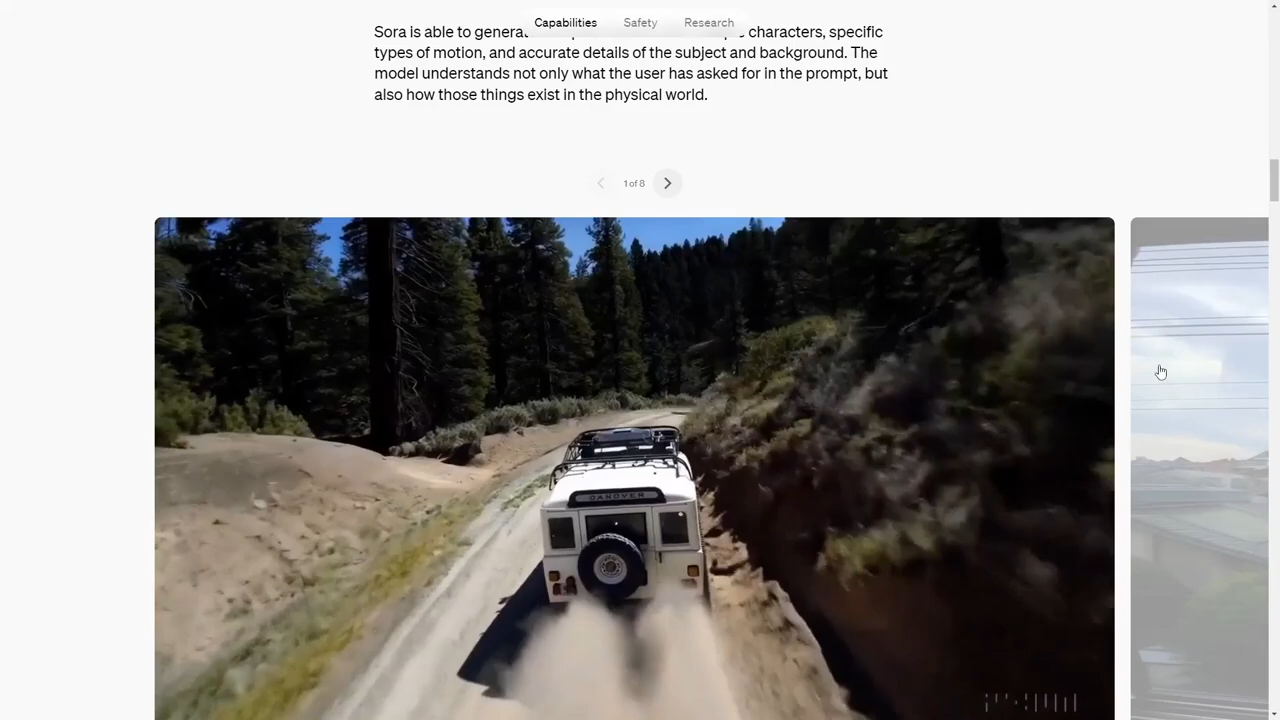 Capabilities
Safety
Research
Sora is able to generat characters, specific
types of motion, and accurate details of the subject and background. The
model understands not only what the user has asked for in the prompt, but
also how those things exist in the physical world.
1 of 8
DANOVER